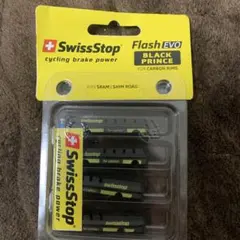 SwissStop
cycling brake power
Flash EVO
BLACK
PRINCE
FOR CARBON RIMS
SwissStop
cycling brake power